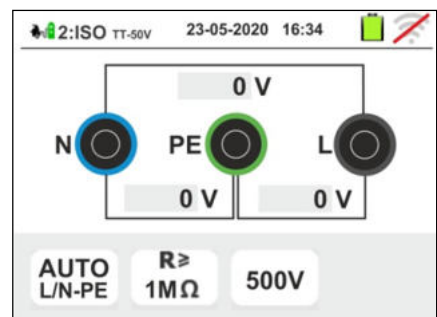 2:ISO TT-50V 23-05-2020 16:34
0 V
N PE L
0 V 0 V
AUTO R≥ 500V
L/N-PE 1MΩ